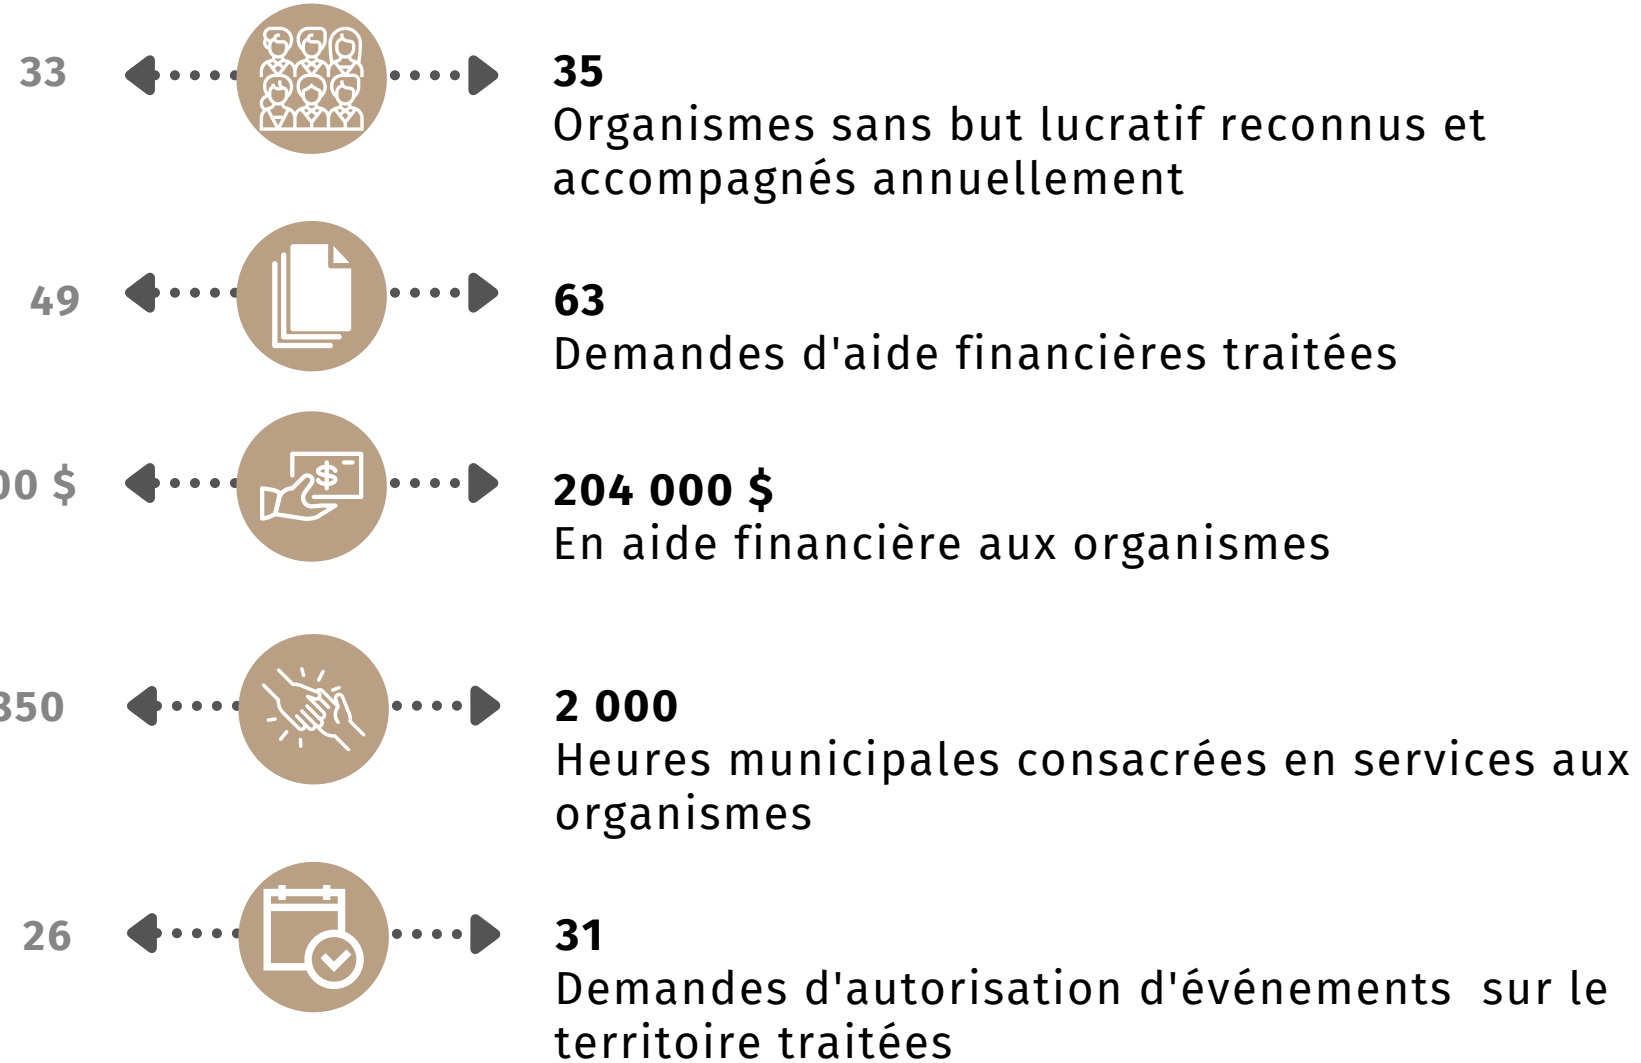 33
35
Organismes sans but lucratif reconnus et
accompagnés annuellement
49
63
Demandes d'aide financières traitées
00 $
204 000 $
En aide financière aux organismes
850
2 000
Heures municipales consacrées en services aux
organismes
26
31
Demandes d'autorisation d'événements  sur le
territoire traitées